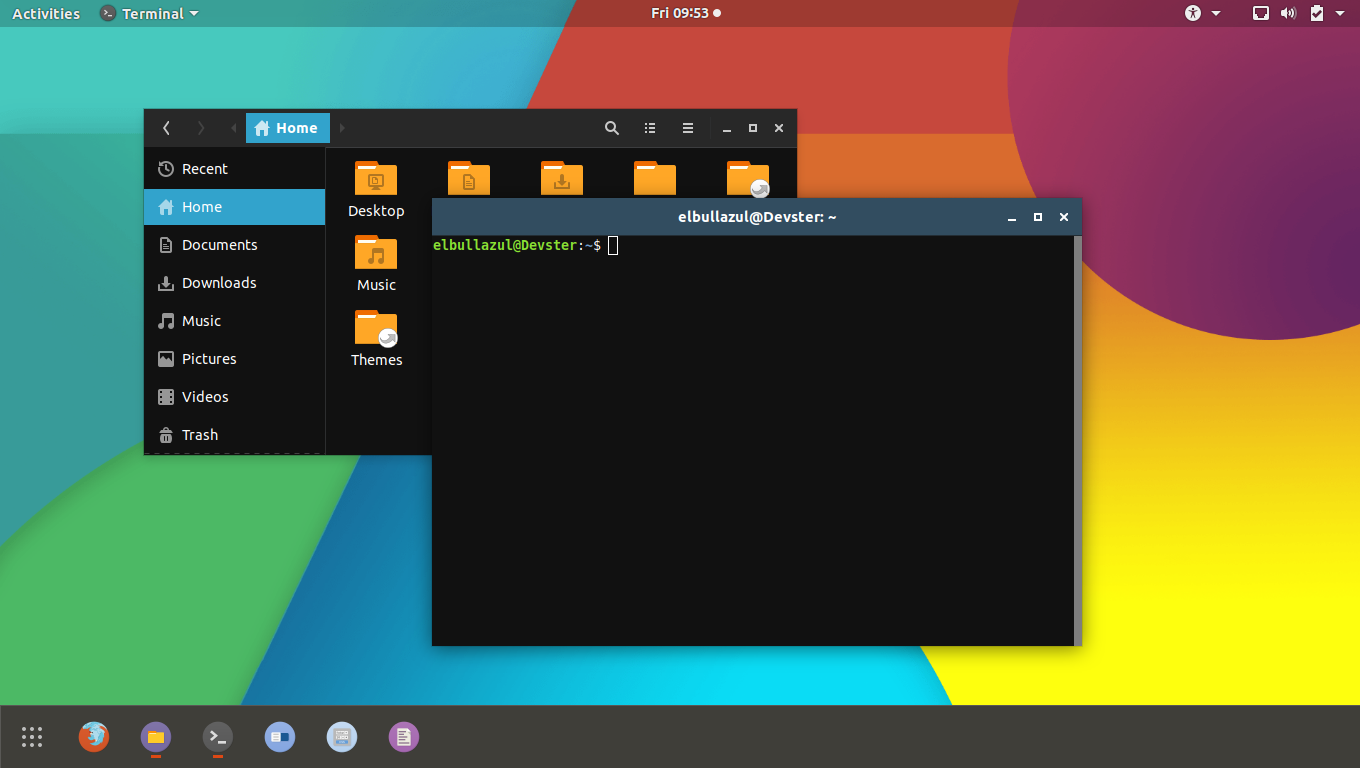 Activities Terminal Fri 09:53
Home
Recent
Home
Documents
Downloads
Music
Pictures
Videos
Trash
Desktop
Music
Themes
elbullazul@Devster: ~
elbullazul@Devster:~$